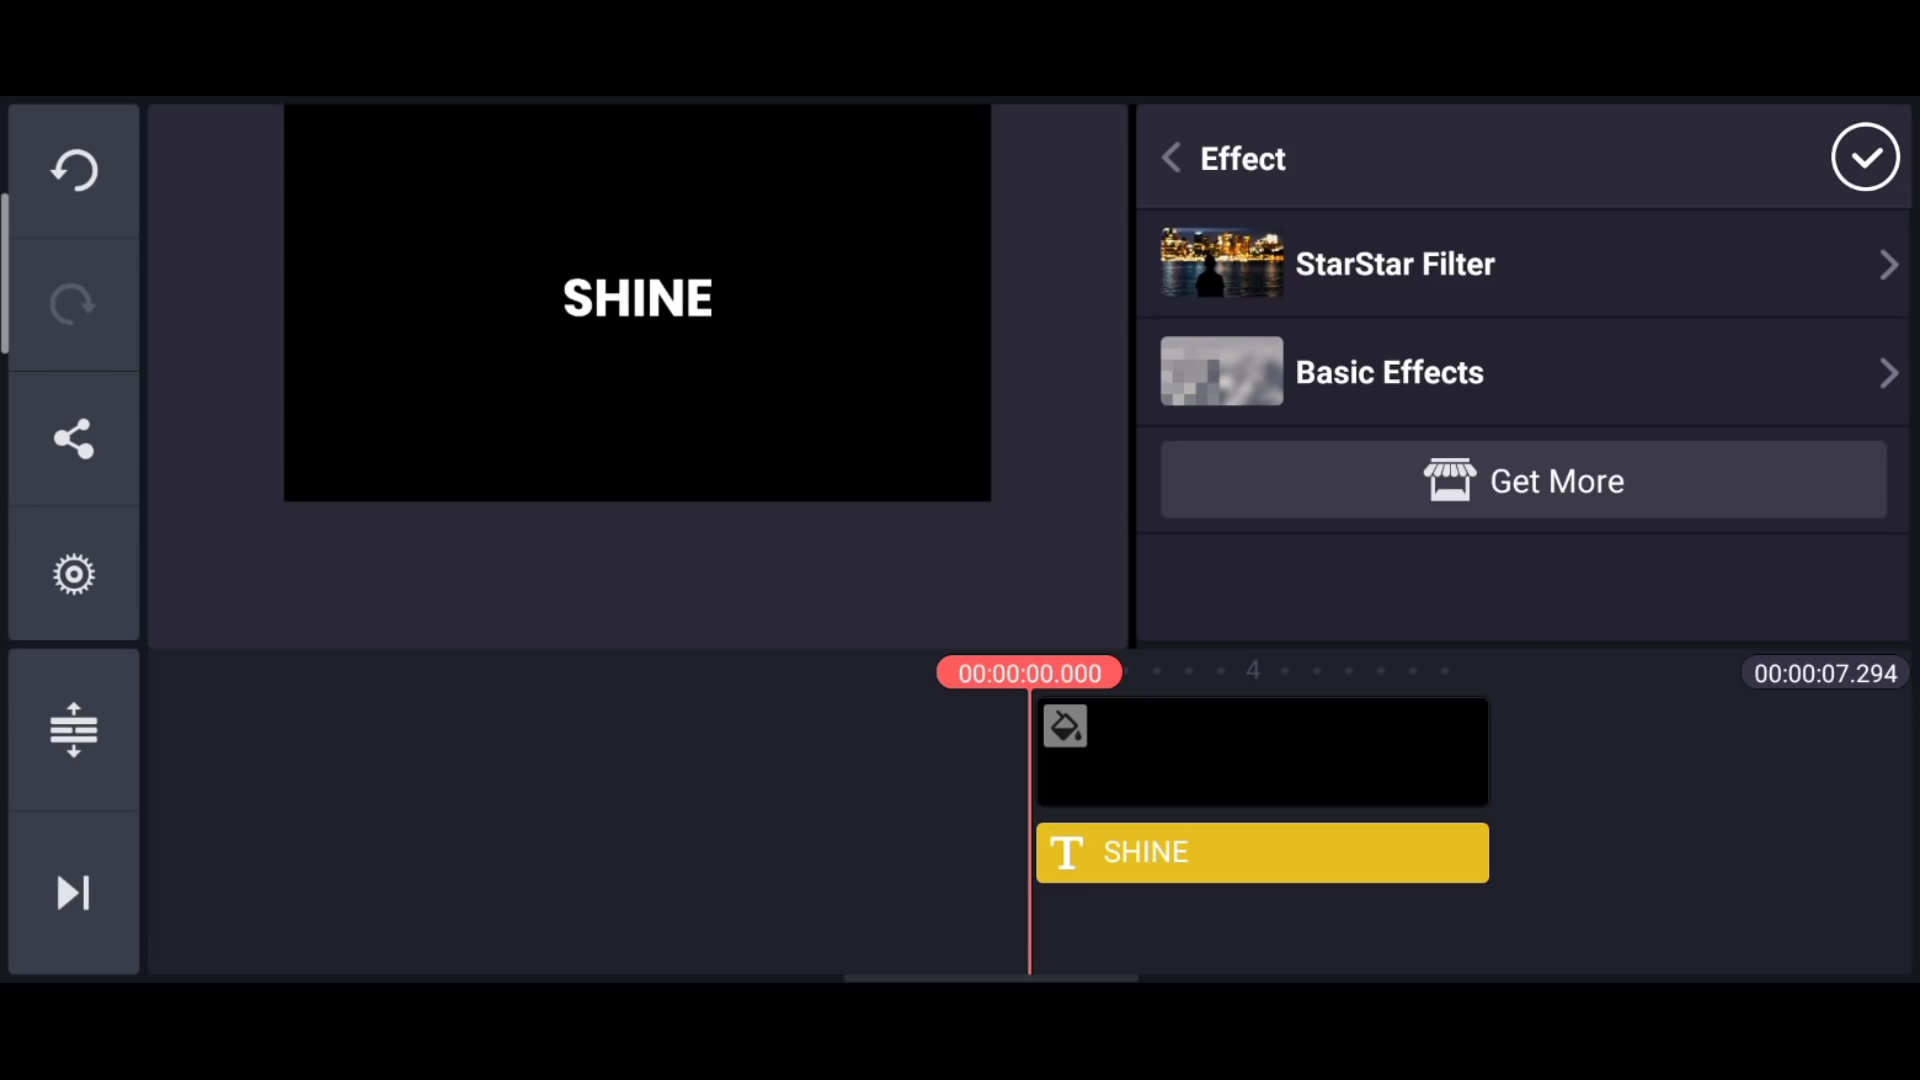 Effect
StarStar Filter
SHINE
Basic Effects
Get More
00:00:00.000
4
00:00:07.294
T SHINE